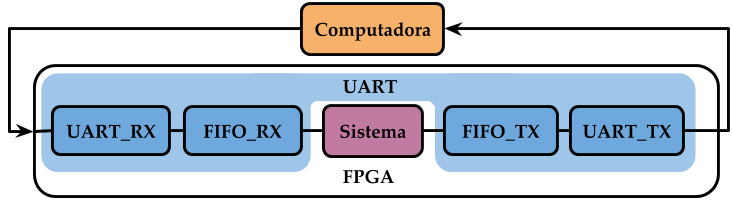 Computadora
UART
UART_RX FIFO_RX Sistema FIFO_TX UART_TX
FPGA